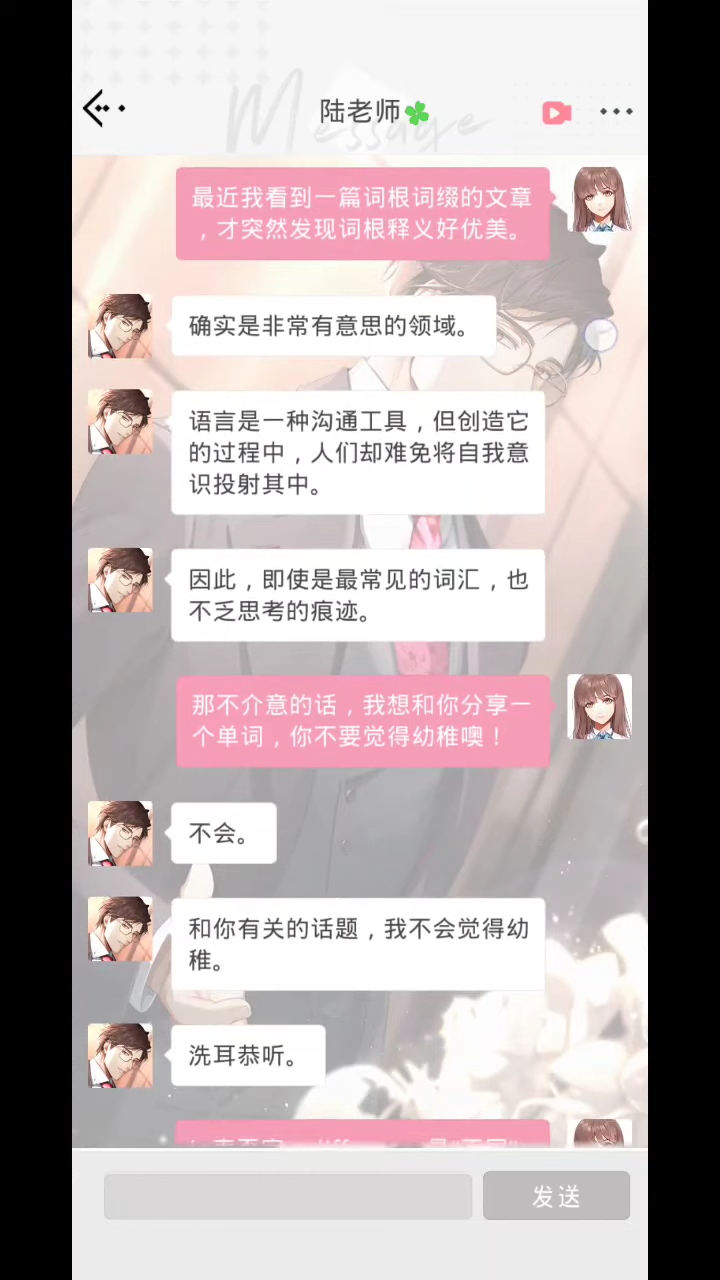 陆老师
Message
最近我看到一篇词根词缀的文章
，才突然发现词根释义好优美。
确实是非常有意思的领域。
语言是一种沟通工具，但创造它
的过程中，人们却难免将自我意
识投射其中。
因此，即使是最常见的词汇，也
不乏思考的痕迹。
那不介意的话，我想和你分享一
个单词，你不要觉得幼稚噢！
不会。
和你有关的话题，我不会觉得幼
稚。
洗耳恭听。
发送